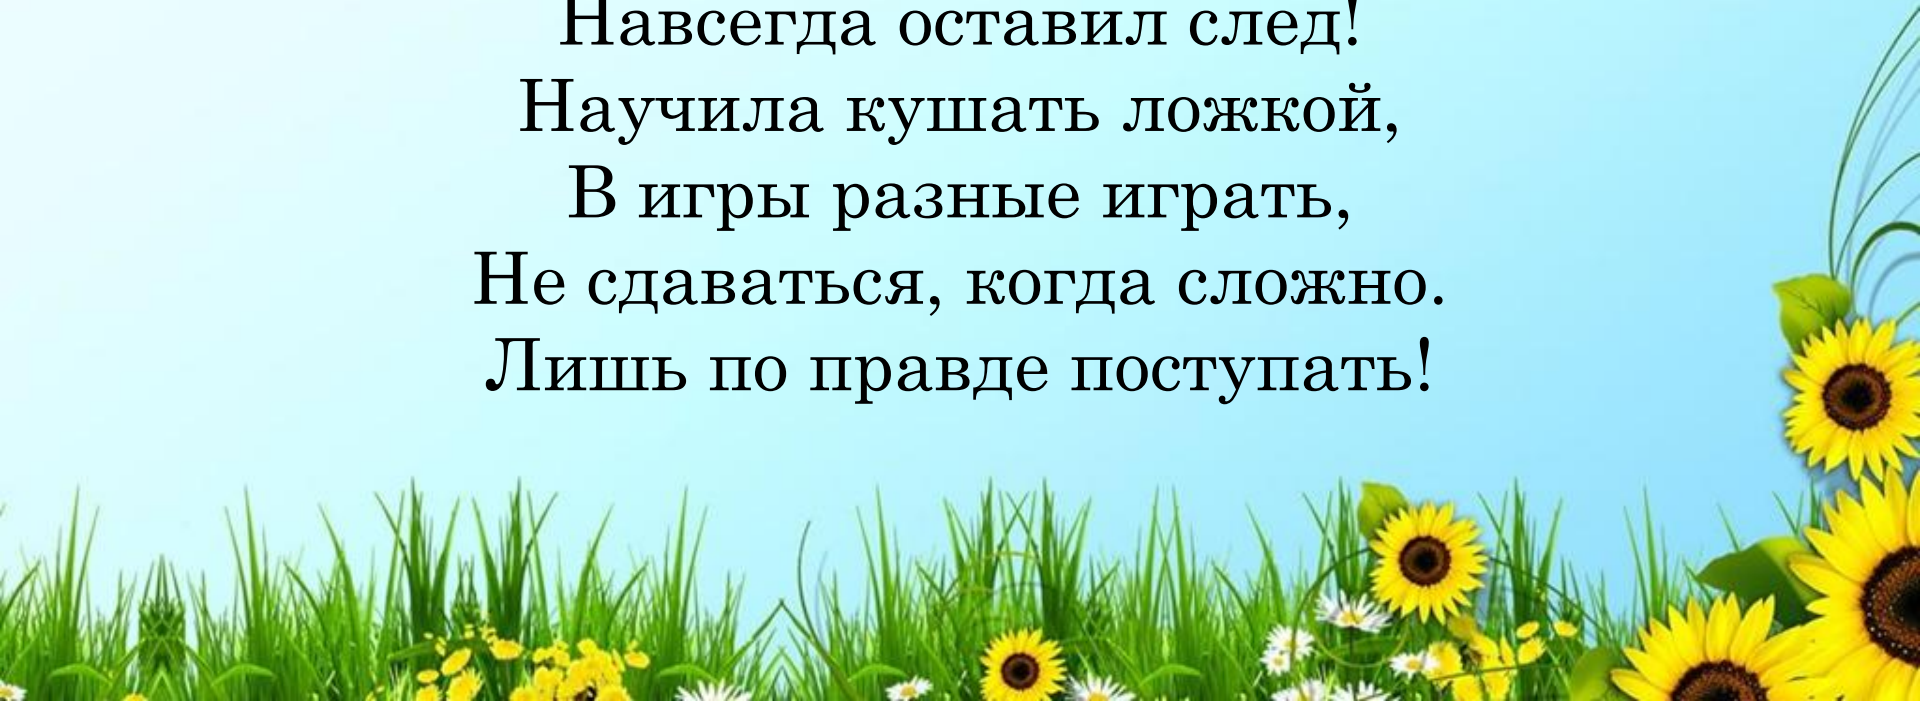 Навсегда оставил след!
Научила кушать ложкой,
В игры разные играть,
Не сдаваться, когда сложно.
Лишь по правде поступать!